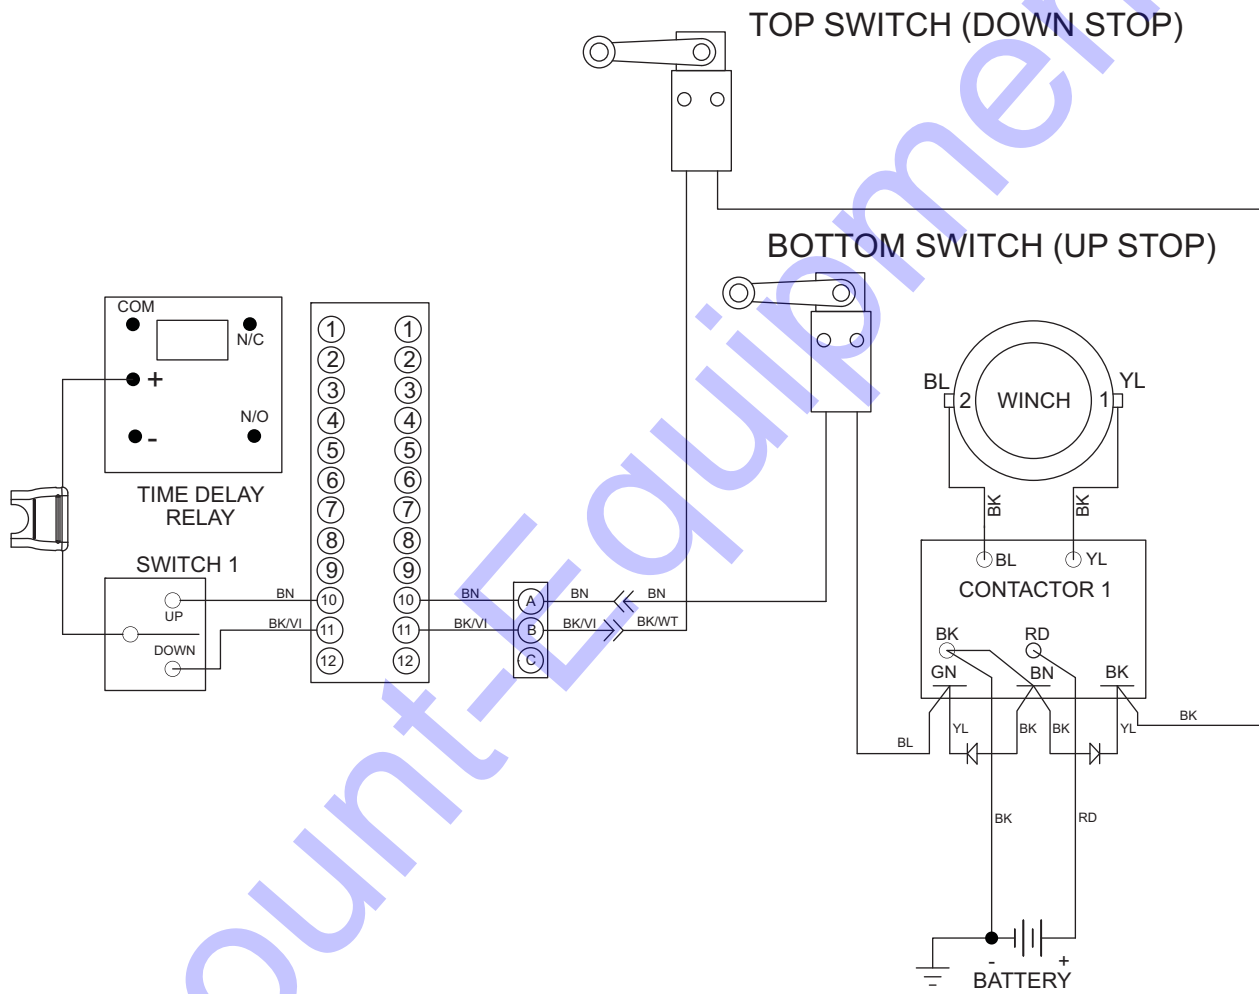 TOP SWITCH (DOWN STOP)
BOTTOM SWITCH (UP STOP)
COM
N/C
+
N/O
-
TIME DELAY
RELAY
SWITCH 1
UP
DOWN
1 1
2 2
3 3
4 4
5 5
6 6
7 7
8 8
9 9
BN 10 10 BN A BN BN
BK/VI 11 11 BK/VI B BK/VI BK/WT
12 12 C
BL 2 WINCH 1 YL
BK BK
BL YL
CONTACTOR 1
BK RD
GN BN BK
BL YL BK BK YL BK
BK RD
- +
BATTERY
ount-Equipment